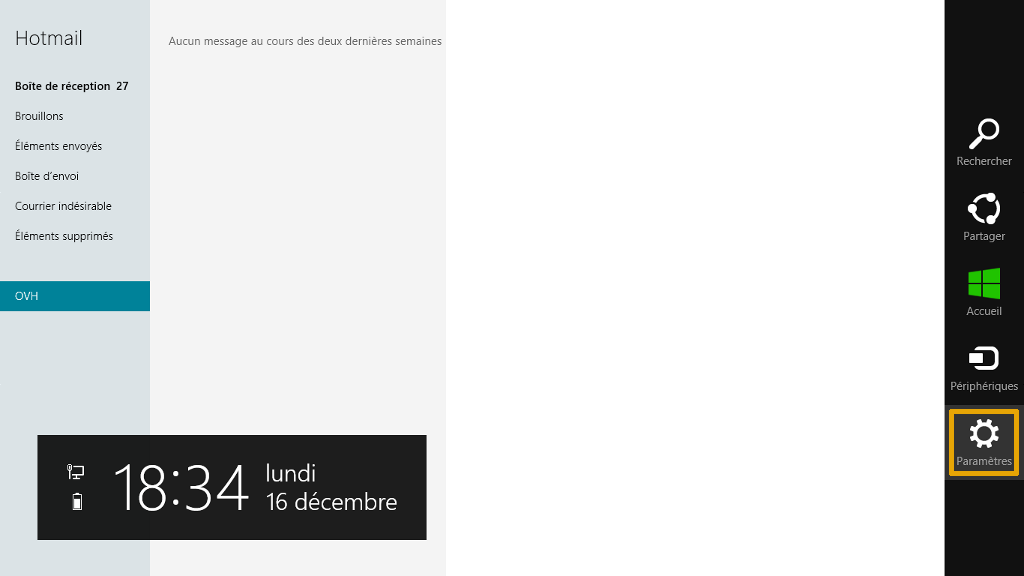 Hotmail
Boîte de réception 27
Brouillons
Éléments envoyés
Boîte d'envoi
Courrier indésirable
Éléments supprimés
OVH
Aucun message au cours des deux dernières semaines
18:34
lundi
16 décembre
Rechercher
Partager
Accueil
Périphériques
Paramètres